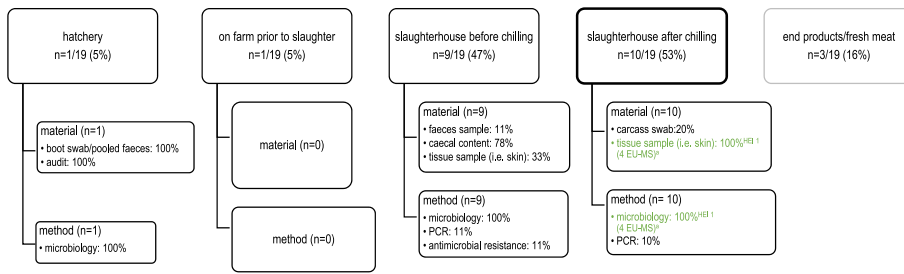 hatchery
n=1/19 (5%)
on farm prior to slaughter
n=1/19 (5%)
slaughterhouse before chilling
n=9/19 (47%)
slaughterhouse after chilling
n=10/19 (53%)
end products/fresh meat
n=3/19 (16%)
material (n=1)
• boot swab/pooled faeces: 100%
• audit: 100%
material (n=0)
material (n=9)
• faeces sample: 11%
• caecal content: 78%
• tissue sample (i.e. skin): 33%
material (n=10)
• carcass swab:20%
• tissue sample (i.e. skin): 100%HEI 1
(4 EU-MS)#
method (n=1)
• microbiology: 100%
method (n=0)
method (n=9)
• microbiology: 100%
• PCR: 11%
• antimicrobial resistance: 11%
method (n= 10)
• microbiology: 100%HEI 1
(4 EU-MS)#
• PCR: 10%